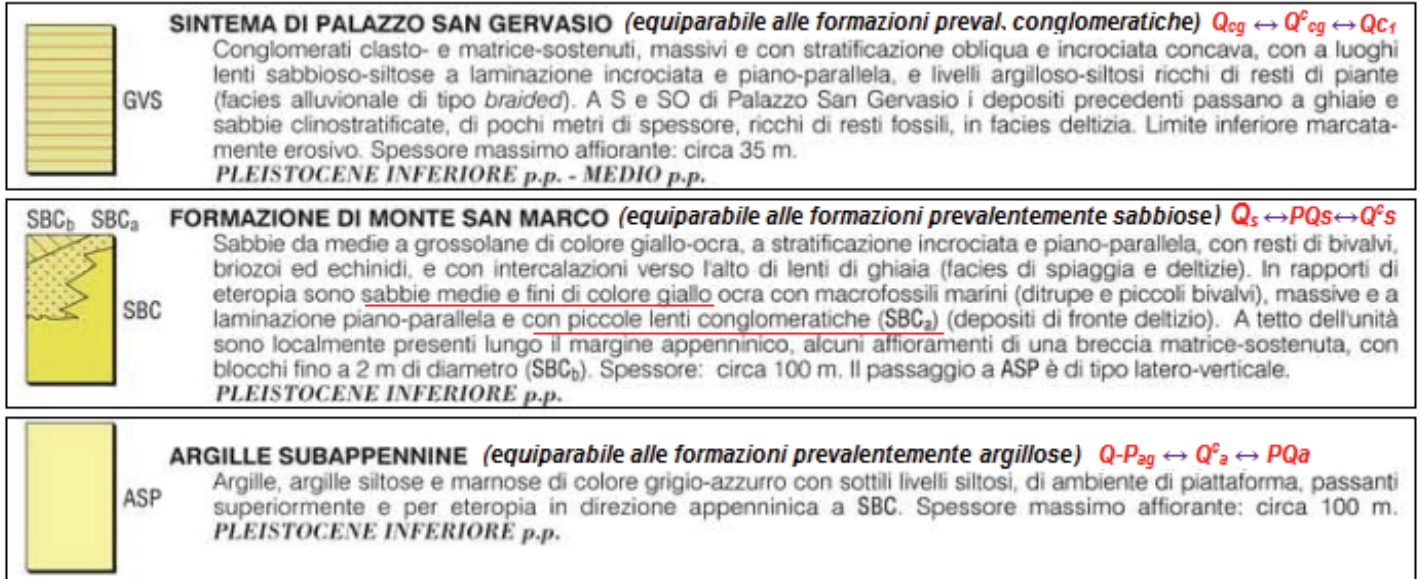 SINTEMA DI PALAZZO SAN GERVASIO (equiparabile alle formazioni preval. conglomeratiche) Qcg ↔ Qᶜcg ↔ Qc₁
Conglomerati clasto- e matrice-sostenuti, massivi e con stratificazione obliqua e incrociata concava, con a luoghi
lenti sabbioso-siltose a laminazione incrociata e piano-parallela, e livelli argilloso-siltosi ricchi di resti di piante
GVS (facies alluvionale di tipo braided). A S e SO di Palazzo San Gervasio i depositi precedenti passano a ghiaie e
sabbie clinostratificate, di pochi metri di spessore, ricchi di resti fossili, in facies deltizia. Limite inferiore marcata-
mente erosivo. Spessore massimo affiorante: circa 35 m.
PLEISTOCENE INFERIORE p.p. - MEDIO p.p.
SBCb SBCa FORMAZIONE DI MONTE SAN MARCO (equiparabile alle formazioni prevalentemente sabbiose) Qs ↔ PQs ↔ Qᶜs
Sabbie da medie a grossolane di colore giallo-ocra, a stratificazione incrociata e piano-parallela, con resti di bivalvi,
briozoi ed echinidi, e con intercalazioni verso l'alto di lenti di ghiaia (facies di spiaggia e deltizie). In rapporti di
eteropia sono sabbie medie e fini di colore giallo ocra con macrofossili marini (ditrupe e piccoli bivalvi), massive e a
SBC laminazione piano-parallela e con piccole lenti conglomeratiche (SBCa) (depositi di fronte deltizio). A tetto dell'unità
sono localmente presenti lungo il margine appenninico, alcuni affioramenti di una breccia matrice-sostenuta, con
blocchi fino a 2 m di diametro (SBCb). Spessore: circa 100 m. Il passaggio a ASP è di tipo latero-verticale.
PLEISTOCENE INFERIORE p.p.
ARGILLE SUBAPPENNINE (equiparabile alle formazioni prevalentemente argillose) Q-Pag ↔ Qᶜa ↔ PQa
Argille, argille siltose e marnose di colore grigio-azzurro con sottili livelli siltosi, di ambiente di piattaforma, passanti
ASP superiormente e per eteropia in direzione appenninica a SBC. Spessore massimo affiorante: circa 100 m.
PLEISTOCENE INFERIORE p.p.